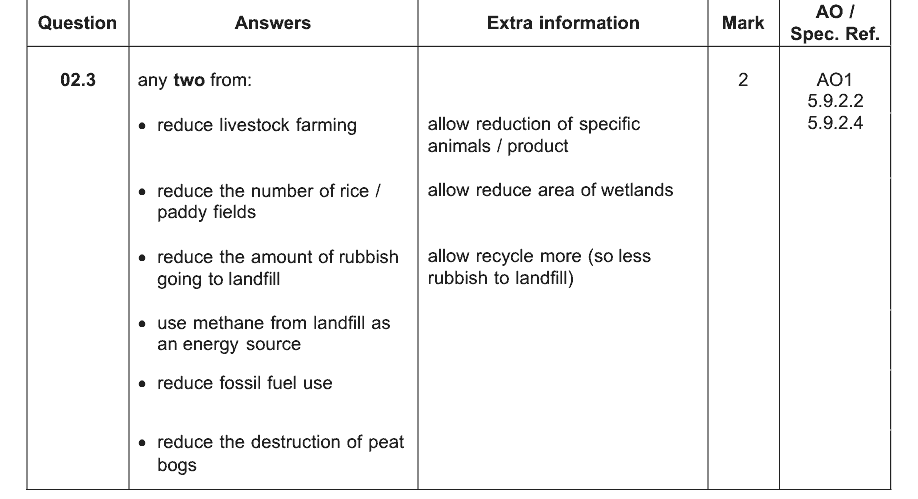 Question Answers Extra information Mark AO /
Spec. Ref.
02.3 any two from: 2 AO1
5.9.2.2
• reduce livestock farming allow reduction of specific 5.9.2.4
animals / product
• reduce the number of rice / allow reduce area of wetlands
paddy fields
• reduce the amount of rubbish allow recycle more (so less
going to landfill rubbish to landfill)
• use methane from landfill as
an energy source
• reduce fossil fuel use
• reduce the destruction of peat
bogs